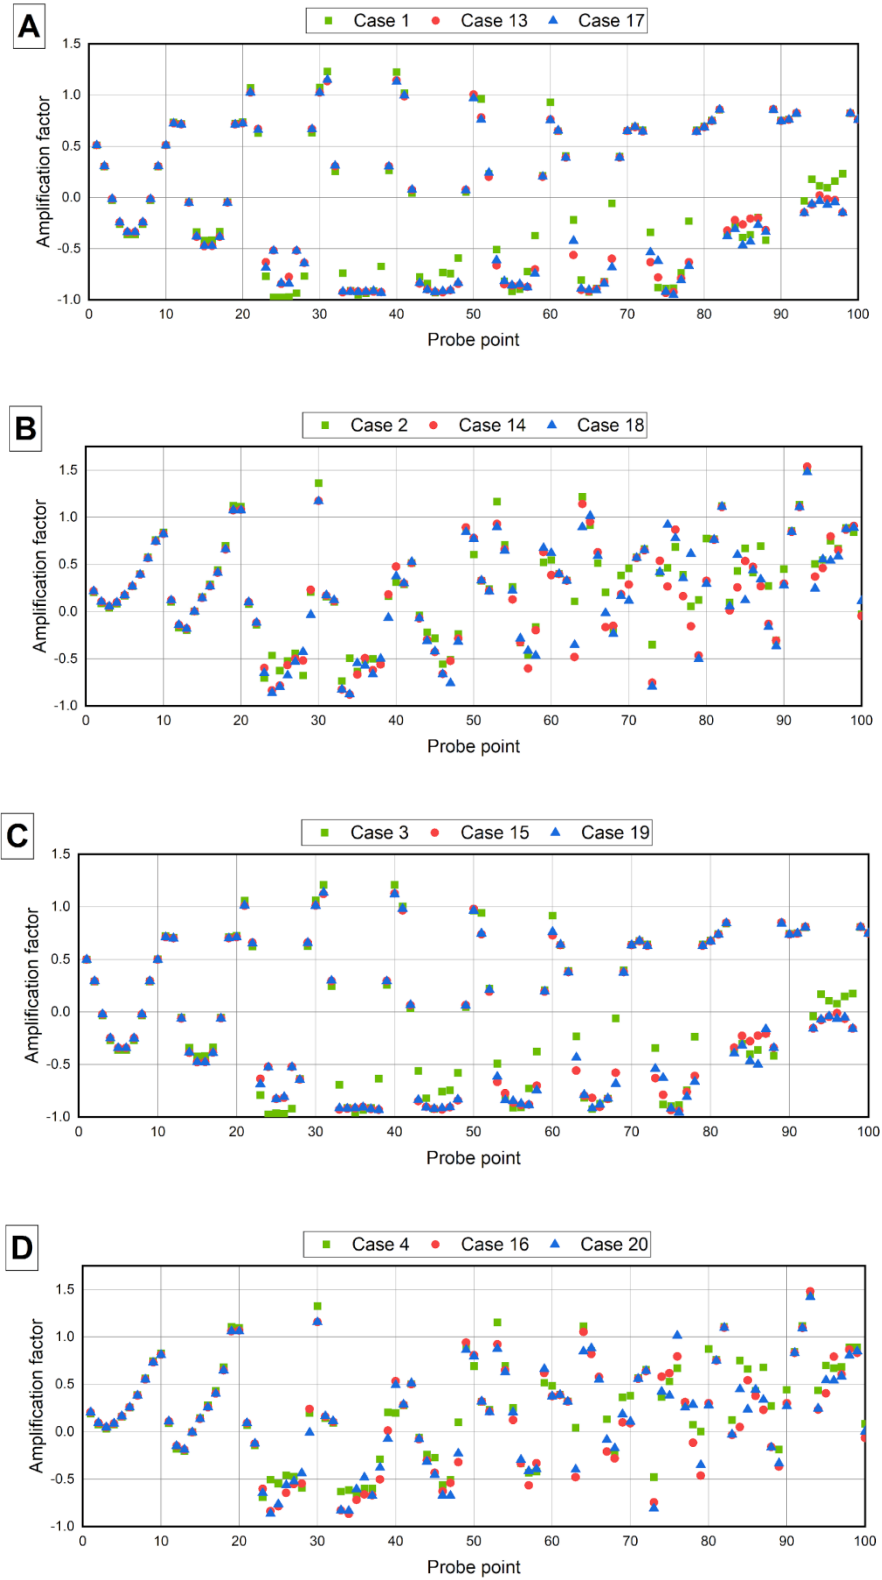 A
Case 1 Case 13 Case 17
1.5
1.0
0.5
0.0
-0.5
-1.0
Amplification factor
0 10 20 30 40 50 60 70 80 90 100
Probe point
B
Case 2 Case 14 Case 18
1.5
1.0
0.5
0.0
-0.5
-1.0
Amplification factor
0 10 20 30 40 50 60 70 80 90 100
Probe point
C
Case 3 Case 15 Case 19
1.5
1.0
0.5
0.0
-0.5
-1.0
Amplification factor
0 10 20 30 40 50 60 70 80 90 100
Probe point
D
Case 4 Case 16 Case 20
1.5
1.0
0.5
0.0
-0.5
-1.0
Amplification factor
0 10 20 30 40 50 60 70 80 90 100
Probe point